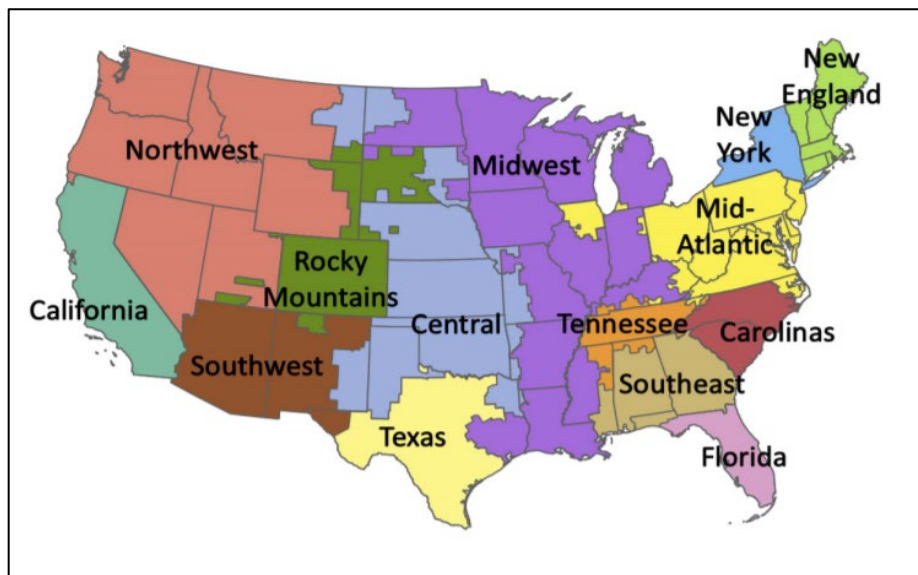 New
England
New
York
Northwest
Midwest
Mid-
Atlantic
Rocky
Mountains
California
Central
Tennessee
Carolinas
Southwest
Southeast
Texas
Florida